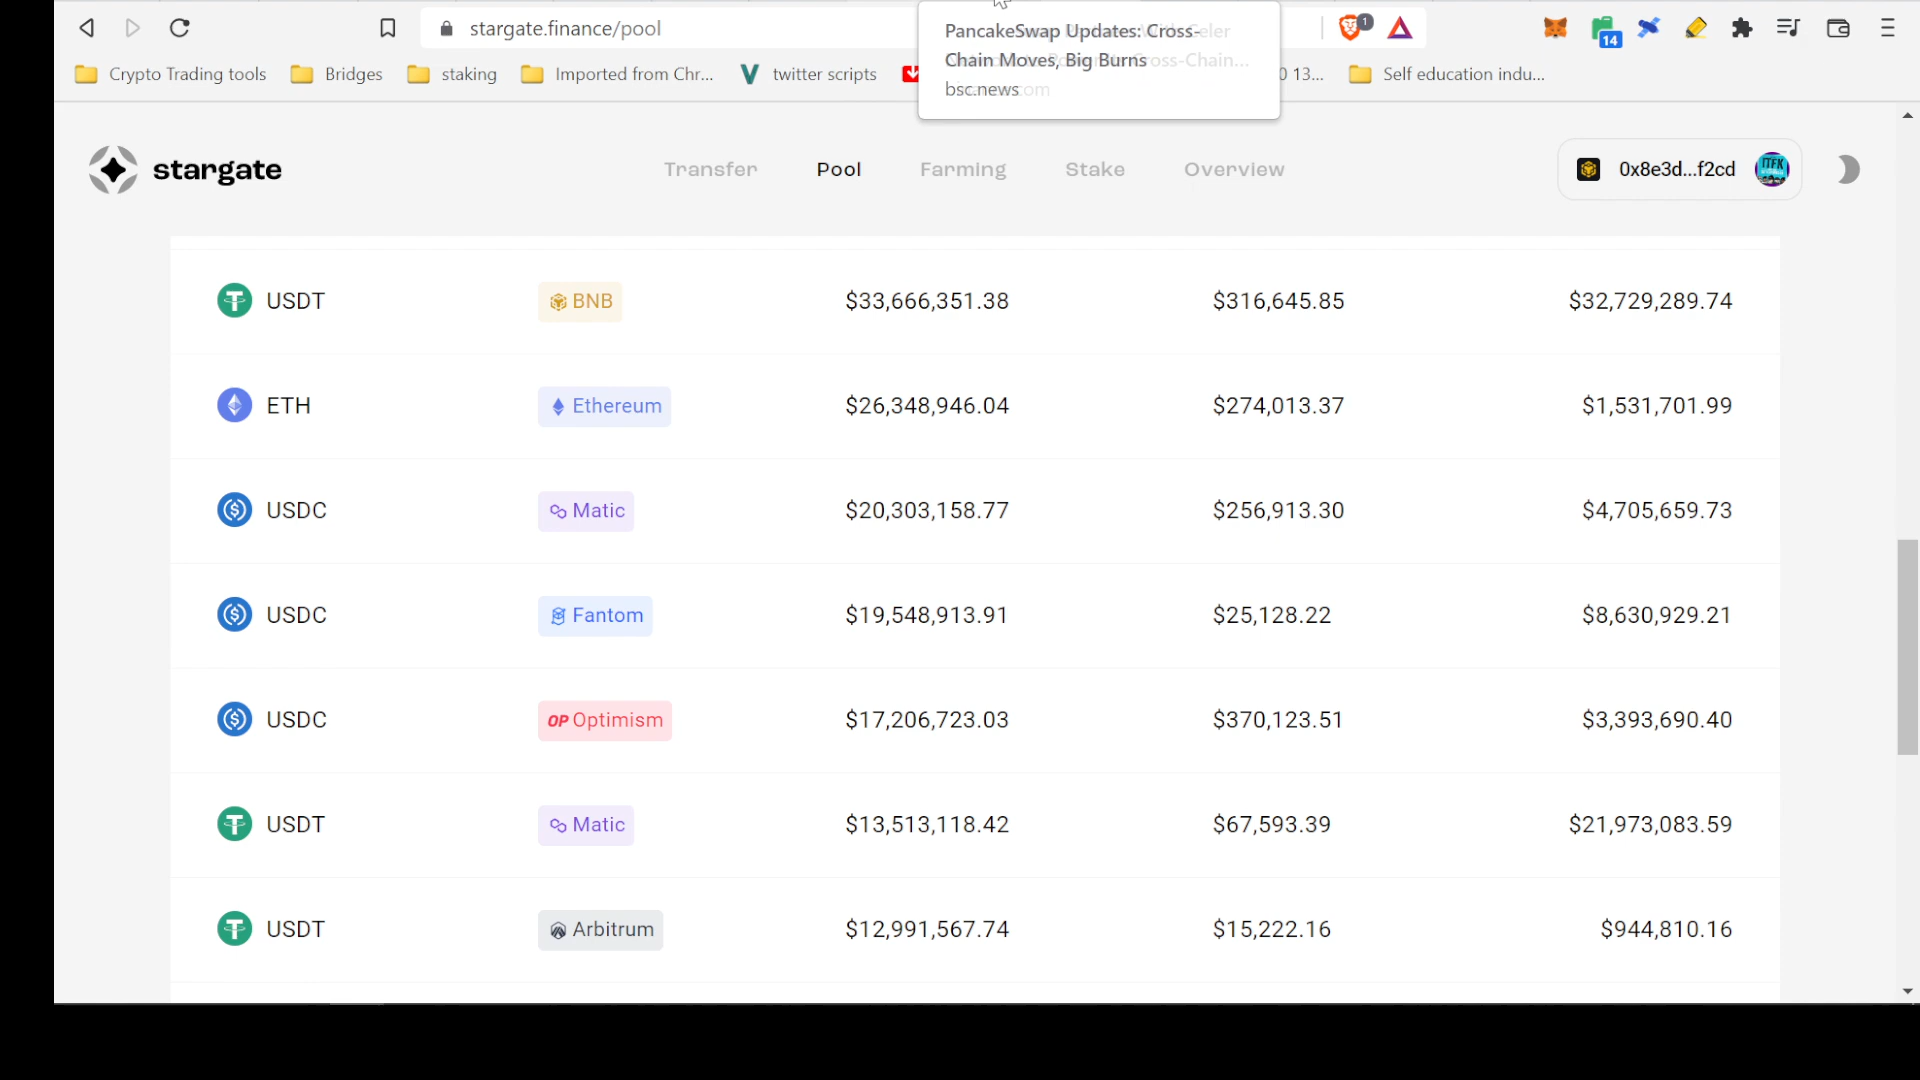 stargate.finance/pool
1
14
PancakeSwap Updates: Cross-
Chain Moves, Big Burns
bsc.news
Crypto Trading tools
Bridges
staking
Imported from Chr...
twitter scripts
0 13...
Self education indu...
stargate
Transfer
Pool
Farming
Stake
Overview
0x8e3d...f2cd
USDT BNB $33,666,351.38 $316,645.85 $32,729,289.74
ETH Ethereum $26,348,946.04 $274,013.37 $1,531,701.99
USDC Matic $20,303,158.77 $256,913.30 $4,705,659.73
USDC Fantom $19,548,913.91 $25,128.22 $8,630,929.21
USDC OP Optimism $17,206,723.03 $370,123.51 $3,393,690.40
USDT Matic $13,513,118.42 $67,593.39 $21,973,083.59
USDT Arbitrum $12,991,567.74 $15,222.16 $944,810.16